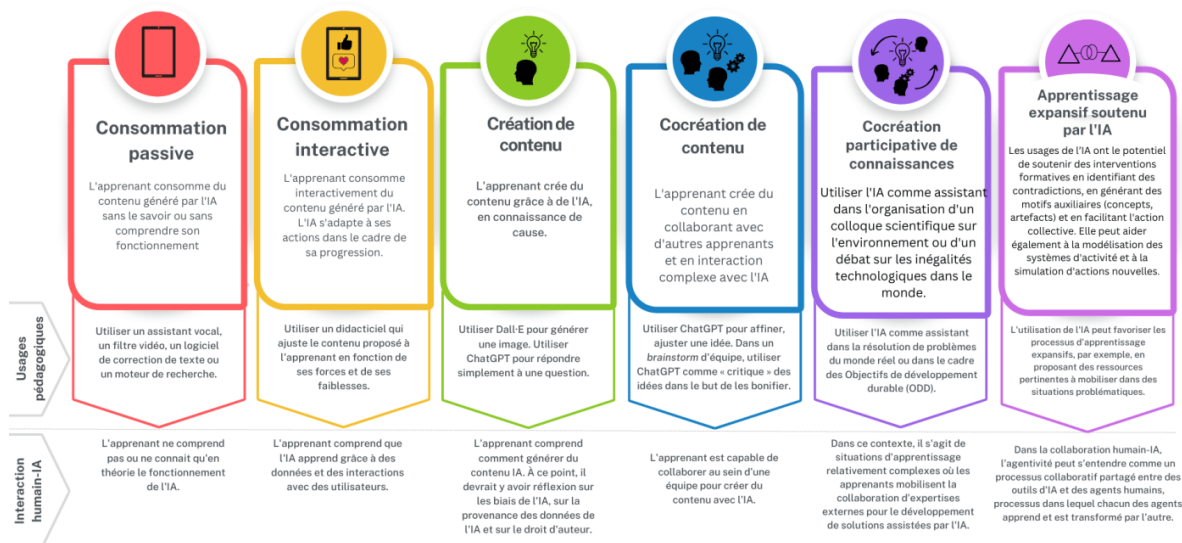 Consommation
passive
L'apprenant consomme du
contenu généré par l'IA
sans le savoir ou sans
comprendre son
fonctionnement
Consommation
interactive
L'apprenant consomme
interactivement du
contenu généré par l'IA.
L'IA s'adapte à ses
actions dans le cadre de
sa progression.
Création de
contenu
L'apprenant crée du
contenu grâce à de l'IA,
en connaissance de
cause.
Cocréation de
contenu
L'apprenant crée du
contenu en
collaborant avec
d'autres apprenants
et en interaction
complexe avec l'IA
Cocréation
participative de
connaissances
Utiliser l'IA comme assistant
dans l'organisation d'un
colloque scientifique sur
l'environnement ou d'un
débat sur les inégalités
technologiques dans le
monde.
Apprentissage
expansif soutenu
par l'IA
Les usages de l'IA ont le potentiel
de soutenir des interventions
formatives en identifiant des
contradictions, en générant des
motifs auxiliaires (concepts,
artefacts) et en facilitant l'action
collective. Elle peut aider
également à la modélisation des
systèmes d'activité et à la
simulation d'actions nouvelles.
Usages
pédagogiques
Utiliser un assistant vocal,
un filtre vidéo, un logiciel
de correction de texte ou
un moteur de recherche.
Utiliser un didacticiel qui
ajuste le contenu proposé à
l'apprenant en fonction de
ses forces et de ses
faiblesses.
Utiliser Dall·E pour générer
une image. Utiliser
ChatGPT pour répondre
simplement à une question.
Utiliser ChatGPT pour affiner,
ajuster une idée. Dans un
brainstorm d'équipe, utiliser
ChatGPT comme « critique » des
idées dans le but de les bonifier.
Utiliser l'IA comme assistant
dans la résolution de problèmes
du monde réel ou dans le cadre
des Objectifs de développement
durable (ODD).
L'utilisation de l'IA peut favoriser les
processus d'apprentissage
expansifs, par exemple, en
proposant des ressources
pertinentes à mobiliser dans des
situations problématiques.
Interaction
humain-IA
L'apprenant ne comprend
pas ou ne connait qu'en
théorie le fonctionnement
de l'IA.
L'apprenant comprend que
l'IA apprend grâce à des
données et des interactions
avec des utilisateurs.
L'apprenant comprend
comment générer du
contenu IA. À ce point, il
devrait y avoir réflexion sur
les biais de l'IA, sur la
provenance des données de
l'IA et sur le droit d'auteur.
L'apprenant est capable de
collaborer au sein d'une
équipe pour créer du
contenu avec l'IA.
Dans ce contexte, il s'agit de
situations d'apprentissage
relativement complexes où les
apprenants mobilisent la
collaboration d'expertises
externes pour le développement
de solutions assistées par l'IA.
Dans la collaboration humain-IA,
l'agentivité peut s'entendre comme un
processus collaboratif partagé entre des
outils d'IA et des agents humains,
processus dans lequel chacun des agents
apprend et est transformé par l'autre.